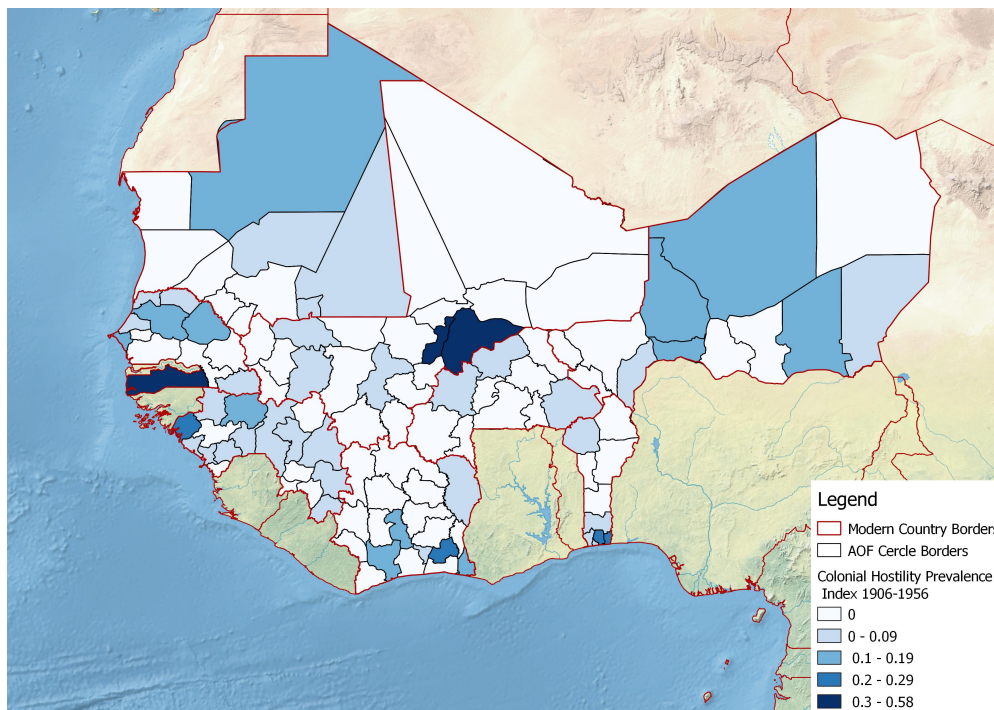 Legend
Modern Country Borders
AOF Cercle Borders
Colonial Hostility Prevalence
Index 1906-1956
0
0 - 0.09
0.1 - 0.19
0.2 - 0.29
0.3 - 0.58